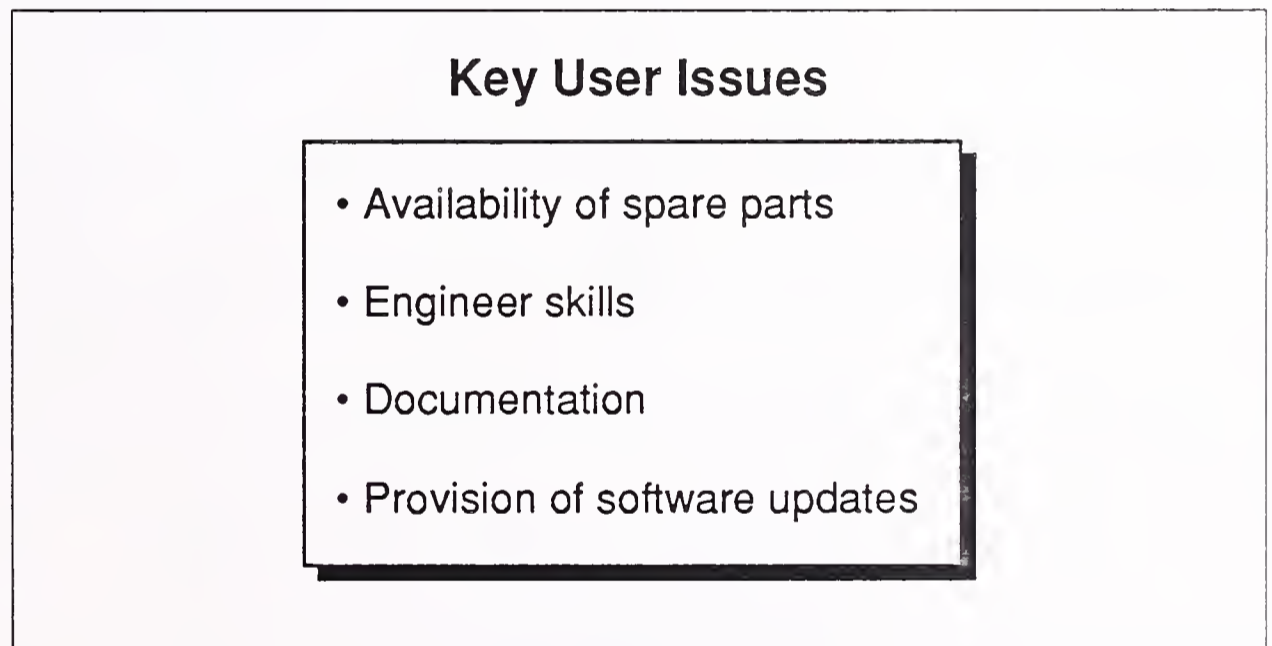 Key User Issues
• Availability of spare parts
• Engineer skills
• Documentation
• Provision of software updates